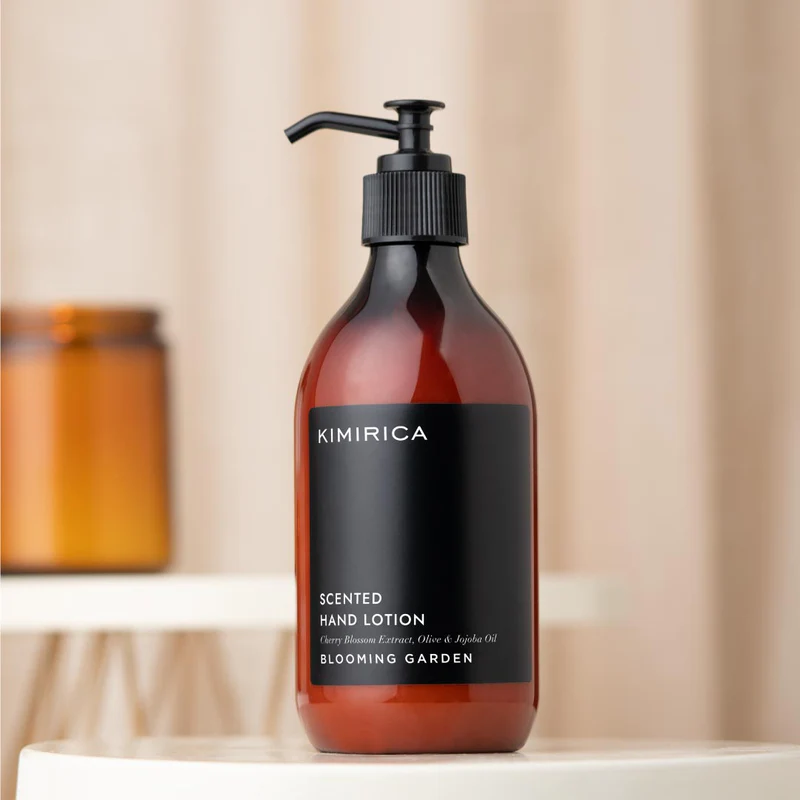 KIMIRICA
SCENTED
HAND LOTION
Cherry Blossom Extract, Olive & Jojoba Oil
BLOOMING GARDEN